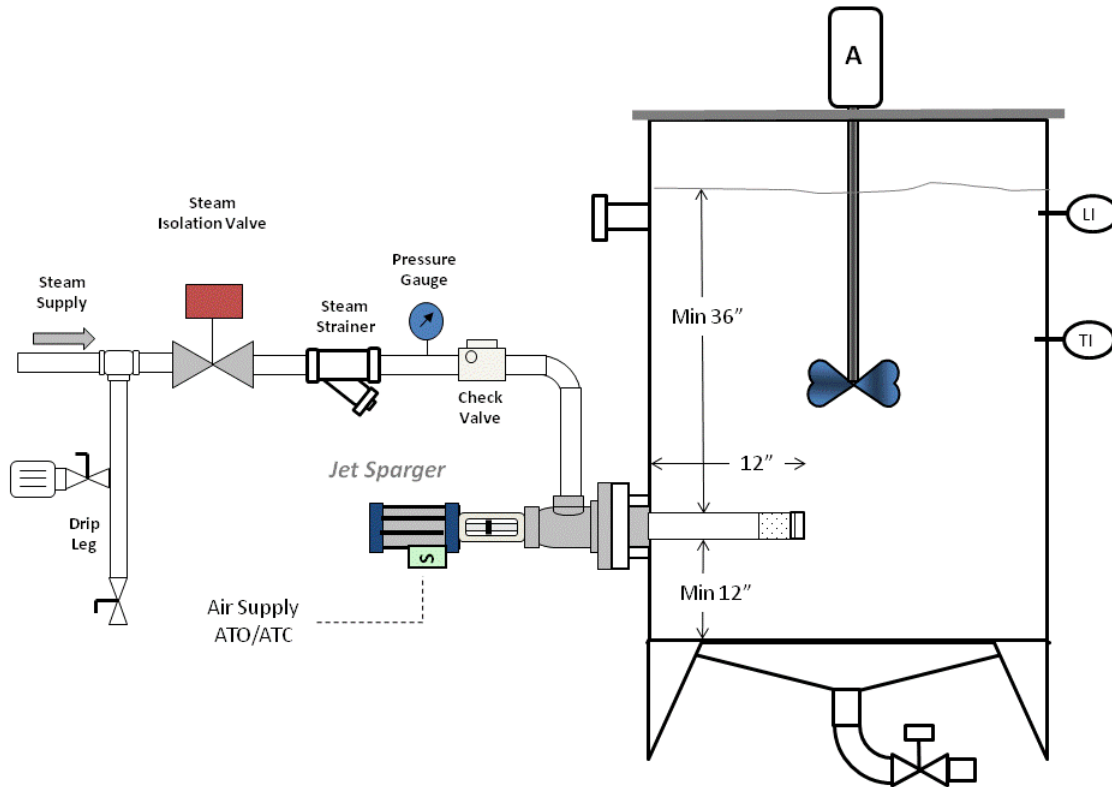 A
Steam
Isolation Valve
Steam
Supply
Pressure
Gauge
Steam
Strainer
LI
Min 36”
TI
Check
Valve
12”
Jet Sparger
Drip
Leg
S
Min 12”
Air Supply
ATO/ATC